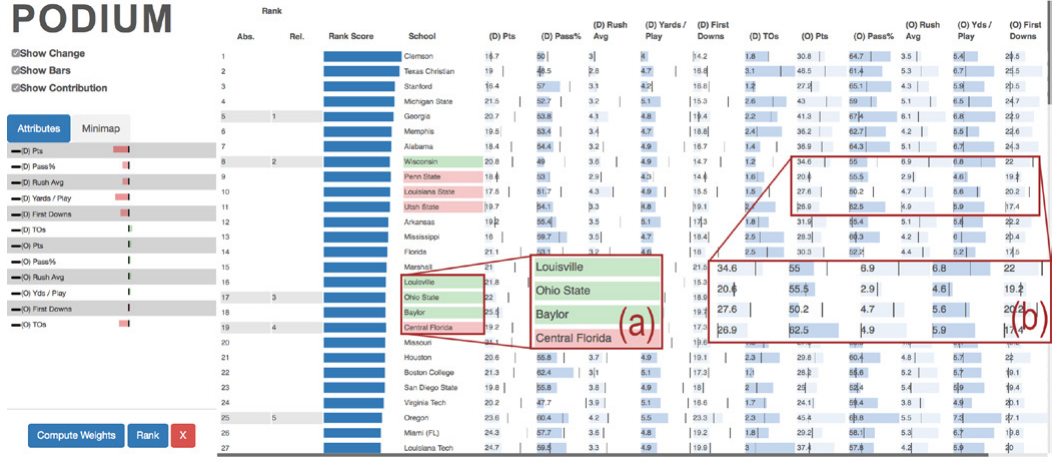 PODIUM
Show Change
Show Bars
Show Contribution
Attributes Minimap
(D) Pts
(D) Pass%
(D) Rush Avg
(D) Yards / Play
(D) First Downs
(D) TOs
(O) Pts
(O) Pass%
(O) Rush Avg
(O) Yds / Play
(O) First Downs
(O) TOs
Compute Weights Rank X
Rank
(D) Rush (D) Yards / (D) First (O) Rush (O) Yds / (O) First
Abs. Rel. Rank Score School (D) Pts (D) Pass% Avg Play Downs (D) TOs (O) Pts (O) Pass% Avg Play Downs
1 Clemson 16.7 50 3 4 14.2 1.8 30.8 64.7 3.5 5.4 20.5
2 Texas Christian 19 48.5 2.8 4.7 16.8 3.1 46.5 61.4 5.3 6.7 25.5
3 Stanford 16.4 57 3.1 4.2 16.8 1.2 27.2 65.1 4.3 5.9 20.5
4 Michigan State 21.5 52.7 3.2 5.1 15.3 2.6 43 59 5.1 6.5 24.7
5 1 Georgia 20.7 53.8 4.1 4.8 19.4 2.2 41.3 67.4 6.1 6.8 22.9
6 Memphis 19.5 53.4 3.4 4.7 18.8 2.4 36.2 62.7 4.2 5.5 22.6
7 Alabama 18.4 54.4 3.2 4.9 16.7 1.4 36.9 64.3 5.1 6.7 24.3
8 2 Wisconsin 20.8 49 3.6 4.9 14.7 1.2 34.6 55 6.9 6.8 22
9 Penn State 18.6 53 2.9 4.3 14.6 1.6 20.6 55.5 2.9 4.6 19.2
10 Louisiana State 17.5 51.7 4.3 4.9 18.8 1.5 27.6 50.2 4.7 5.6 20.2
11 Utah State 19.7 54.1 3.3 4.8 19.1 26.9 62.5 4.9 5.9 17.4
12 Arkansas 19.2 55.4 3.5 5.1 17.3 1.8 31.9 55.4 5.1 5.8 22.2
13 Mississippi 16 59.7 3.5 4.7 18.4 2.5 28.3 60.3 4.2 6 20.4
14 Florida 21.1 53.1 18 2.5 30.3 52.2 4.4 5.2
15 Marshall 21 21.5
16 Louisville 21.8
17 3 Ohio State 22
18 Baylor 25.5
19 4 Central Florida 19.2 17.3
20 Missouri 21.1
21 Houston 20.6 55.8 3.7 4.9 19.1 2.3 29.8 60.4 4.8 5.7 22
22 Boston College 21.3 62.4 3.1 5.1 17.3 1.1 26.2 55.6 5.2 5.7 19.1
23 San Diego State 19.8 55.8 3.5 4.9 18 2 25 52.4 5.4 5.9 19.4
24 Virginia Tech 20.2 47.7 3.9 5.1 16.6 1.7 24.1 59.4 3.8 4.9 20.1
25 5 Oregon 23.6 60.4 4.2 5.5 23.3 2.3 45.4 68.8 5.5 7.3 27.1
26 Miami (FL) 24.3 57.7 3.6 4.8 19.2 1.8 29.2 58.1 5.3 6.7 19.8
27 Louisiana Tech 24.7 59.5 3.3 4.9 19.9 3 37.4 57.8 4.2 5.9 20
Louisville
Ohio State
Baylor
Central Florida
(a)
34.6 55 6.9 6.8 22
20.6 55.5 2.9 4.6 19.2
27.6 50.2 4.7 5.6 20.2
26.9 62.5 4.9 5.9 17.4
(b)